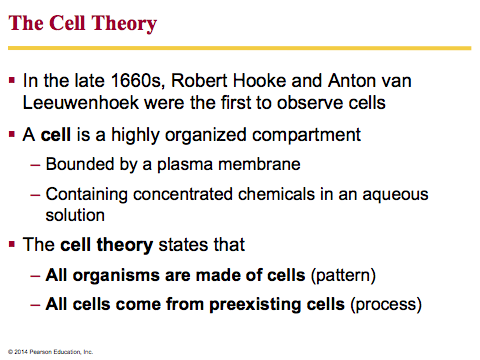 The Cell Theory
▪ In the late 1660s, Robert Hooke and Anton van
Leeuwenhoek were the first to observe cells
▪ A cell is a highly organized compartment
– Bounded by a plasma membrane
– Containing concentrated chemicals in an aqueous
solution
▪ The cell theory states that
– All organisms are made of cells (pattern)
– All cells come from preexisting cells (process)
© 2014 Pearson Education, Inc.